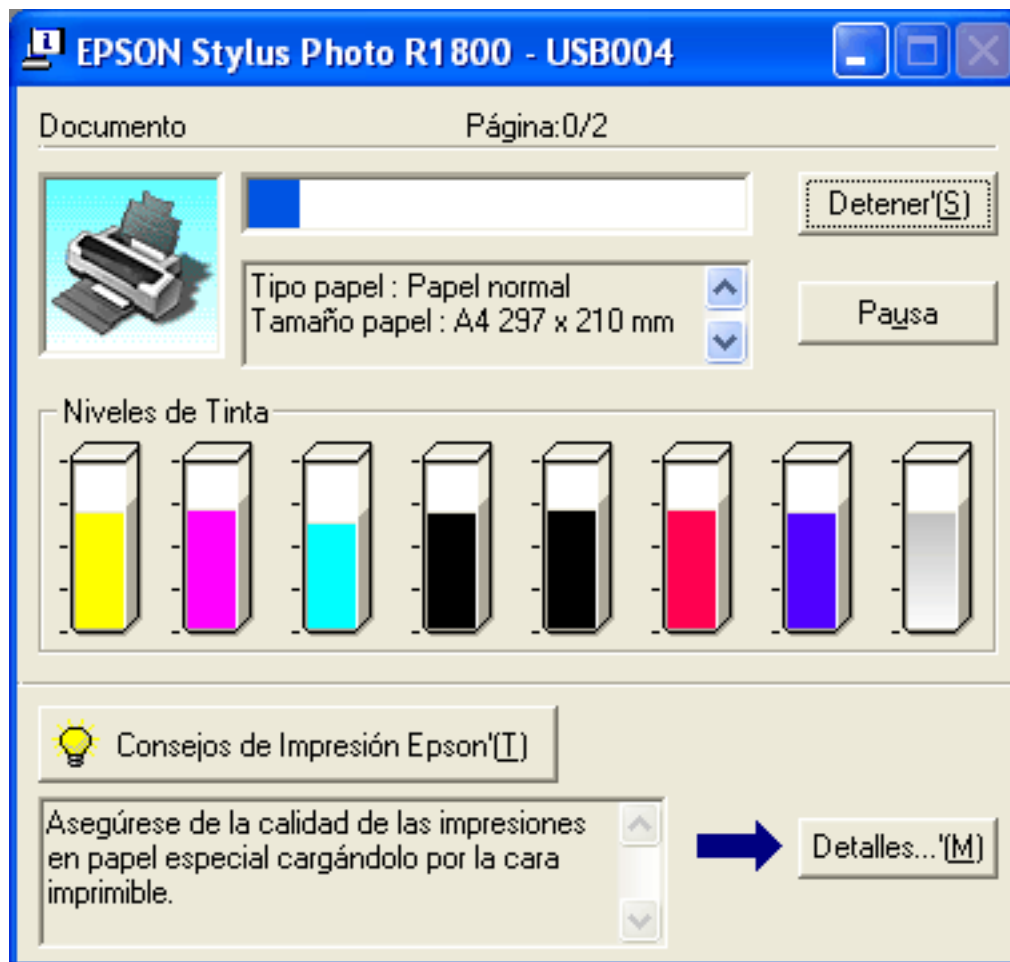 EPSON Stylus Photo R1800 - USB004
Documento Página:0/2
Detener'(S)
Tipo papel : Papel normal
Tamaño papel : A4 297 x 210 mm
Pausa
Niveles de Tinta
Consejos de Impresión Epson'(T)
Asegúrese de la calidad de las impresiones
en papel especial cargándolo por la cara
imprimible.
Detalles...'(M)